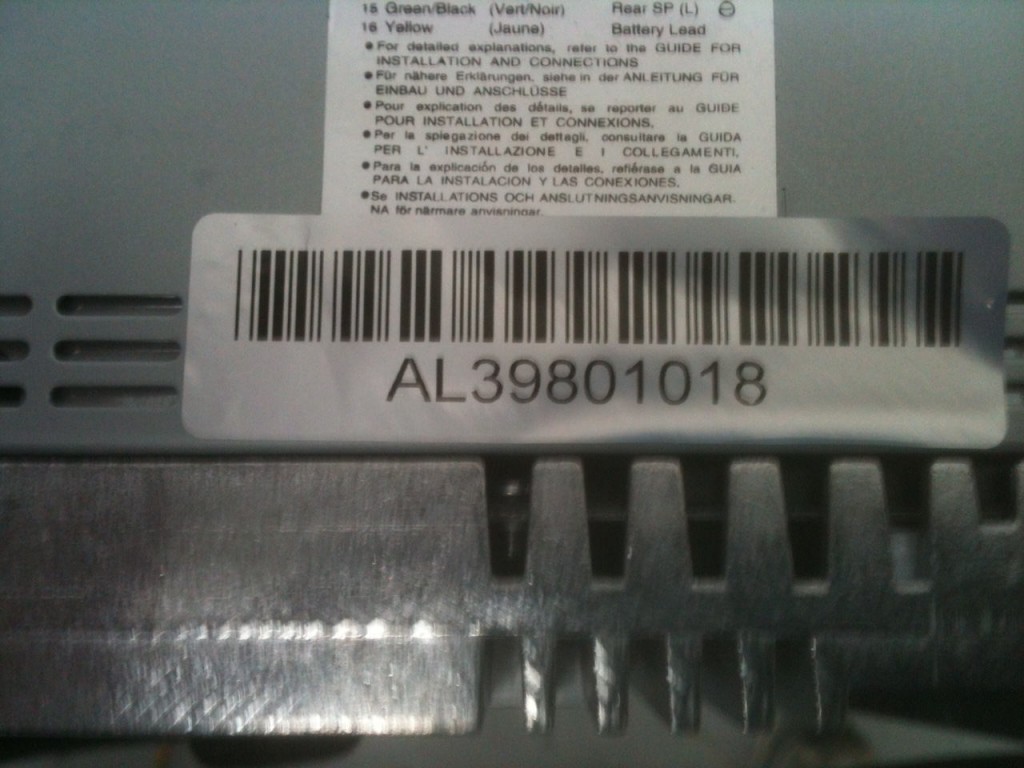 15 Green/Black (Vert/Noir) Rear SP (L) ⊖
16 Yellow (Jaune) Battery Lead
● For detailed explanations, refer to the GUIDE FOR
INSTALLATION AND CONNECTIONS
● Für nähere Erklärungen, siehe in der ANLEITUNG FÜR
EINBAU UND ANSCHLÜSSE
● Pour explication des détails, se reporter au GUIDE
POUR INSTALLATION ET CONNEXIONS.
● Per la spiegazione dei dettagli, consultare la GUIDA
PER L' INSTALLAZIONE E I COLLEGAMENTI.
● Para la explicación de los detalles, refiérase a la GUIA
PARA LA INSTALACION Y LAS CONEXIONES.
● Se INSTALLATIONS OCH ANSLUTNINGSANVISNINGAR-
NA för närmare anvisningar.
AL39801018